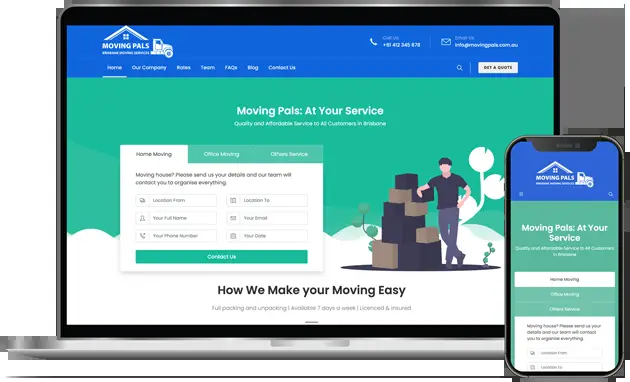 MOVING PALS
BRISBANE MOVING SERVICES
Call Us
+61 412 345 678
Email Us
info@movingpals.com.au
Home
Our Company
Rates
Team
FAQs
Blog
Contact Us
GET A QUOTE
Moving Pals: At Your Service
Quality and Affordable Service to All Customers in Brisbane
Home Moving
Office Moving
Others Service
Moving house? Please send us your details and our team will
contact you to organise everything.
Location From
Location To
Your Full Name
Your Email
Your Phone Number
Your Date
Contact Us
How We Make your Moving Easy
Full packing and unpacking | Available 7 days a week | Licenced & Insured
MOVING PALS
BRISBANE MOVING SERVICES
Moving Pals: At Your
Service
Quality and Affordable Service to All Customers
in Brisbane
Home Moving
Office Moving
Others Service
Moving house? Please send us your
details and our team will contact you
to organise everything.
Location From
Location To